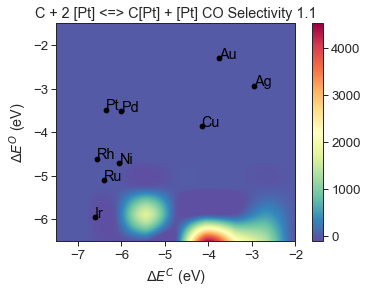 C + 2 [Pt] <=> C[Pt] + [Pt] CO Selectivity 1.1
Au
Ag
Pt
Pd
Cu
Rh
Ni
Ru
Ir
−2
−3
−4
−5
−6
ΔE^O (eV)
−7
−6
−5
−4
−3
−2
ΔE^C (eV)
4000
3000
2000
1000
0